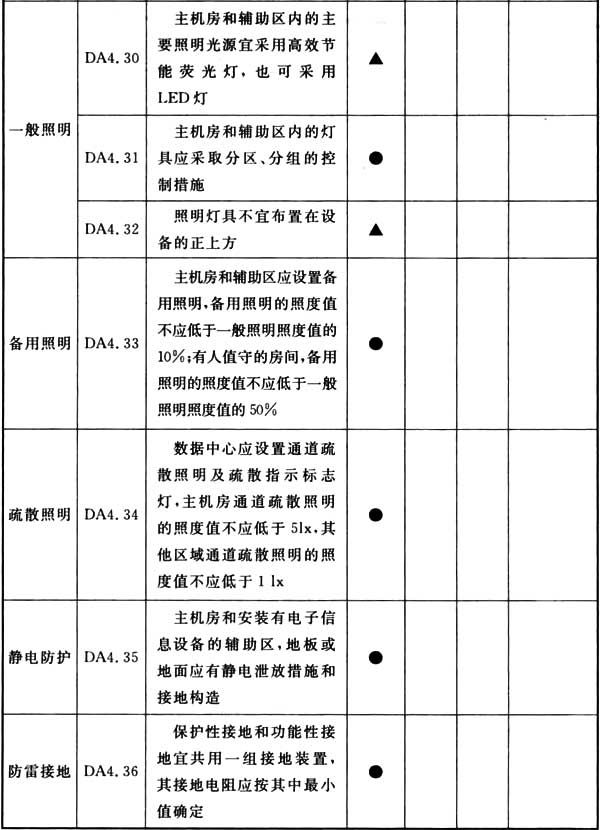 一般照明
DA4.30
主机房和辅助区内的主
要照明光源宜采用高效节
能荧光灯，也可采用
LED灯
▲
DA4.31
主机房和辅助区内的灯
具应采取分区、分组的控
制措施
●
DA4.32
照明灯具不宜布置在设
备的正上方
▲
备用照明
DA4.33
主机房和辅助区应设置备
用照明，备用照明的照度值
不应低于一般照明照度值的
10%；有人值守的房间，备用
照明的照度值不应低于一般
照明照度值的50%
●
疏散照明
DA4.34
数据中心应设置通道疏
散照明及疏散指示标志
灯，主机房通道疏散照明
的照度值不应低于5lx，其
他区域通道疏散照明的照
度值不应低于1 lx
●
静电防护
DA4.35
主机房和安装有电子信
息设备的辅助区，地板或
地面应有静电泄放措施和
接地构造
●
防雷接地
DA4.36
保护性接地和功能性接
地宜共用一组接地装置，
其接地电阻应按其中最小
值确定
●